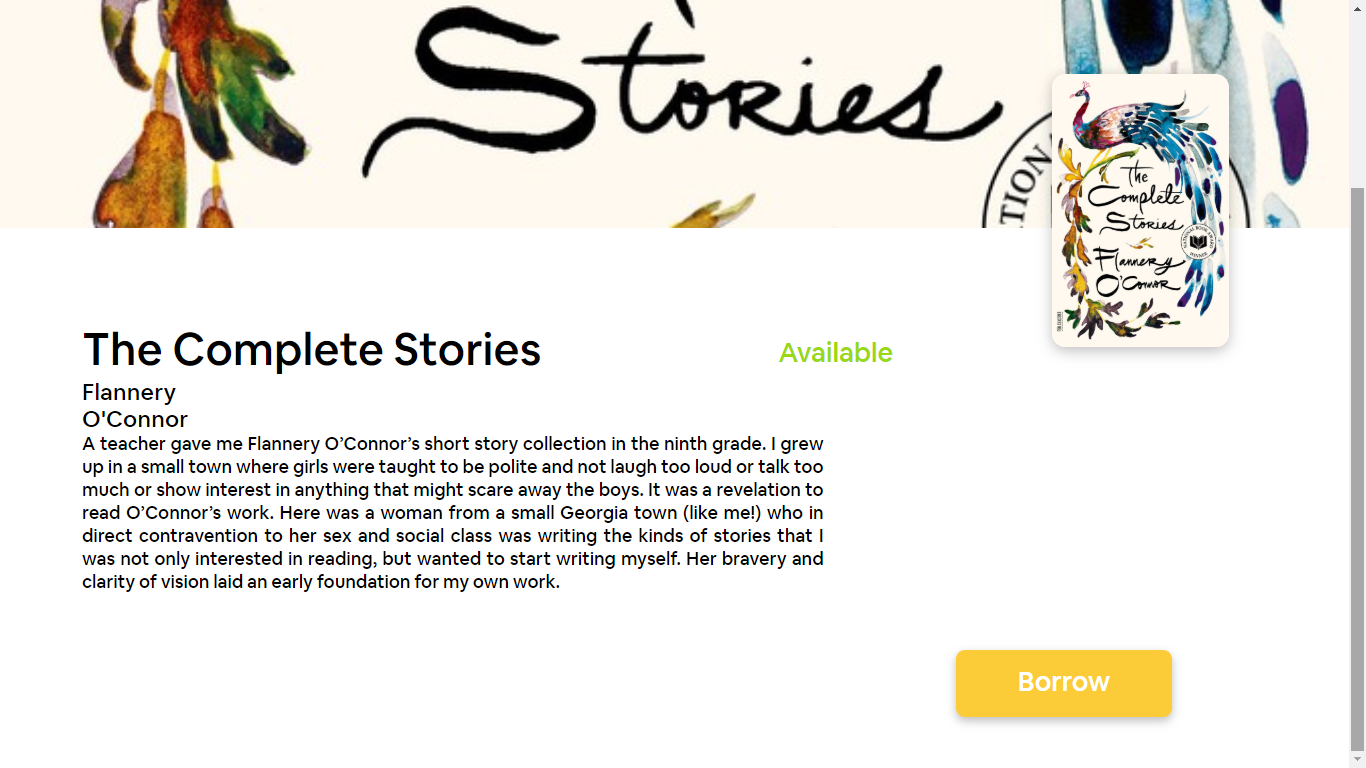 Stories
TION
The
Complete
Stories
NATIONAL BOOK AWARD
WINNER
Flannery
O'Connor
The Complete Stories
Available
Flannery
O'Connor
A teacher gave me Flannery O’Connor’s short story collection in the ninth grade. I grew
up in a small town where girls were taught to be polite and not laugh too loud or talk too
much or show interest in anything that might scare away the boys. It was a revelation to
read O’Connor’s work. Here was a woman from a small Georgia town (like me!) who in
direct contravention to her sex and social class was writing the kinds of stories that I
was not only interested in reading, but wanted to start writing myself. Her bravery and
clarity of vision laid an early foundation for my own work.
Borrow